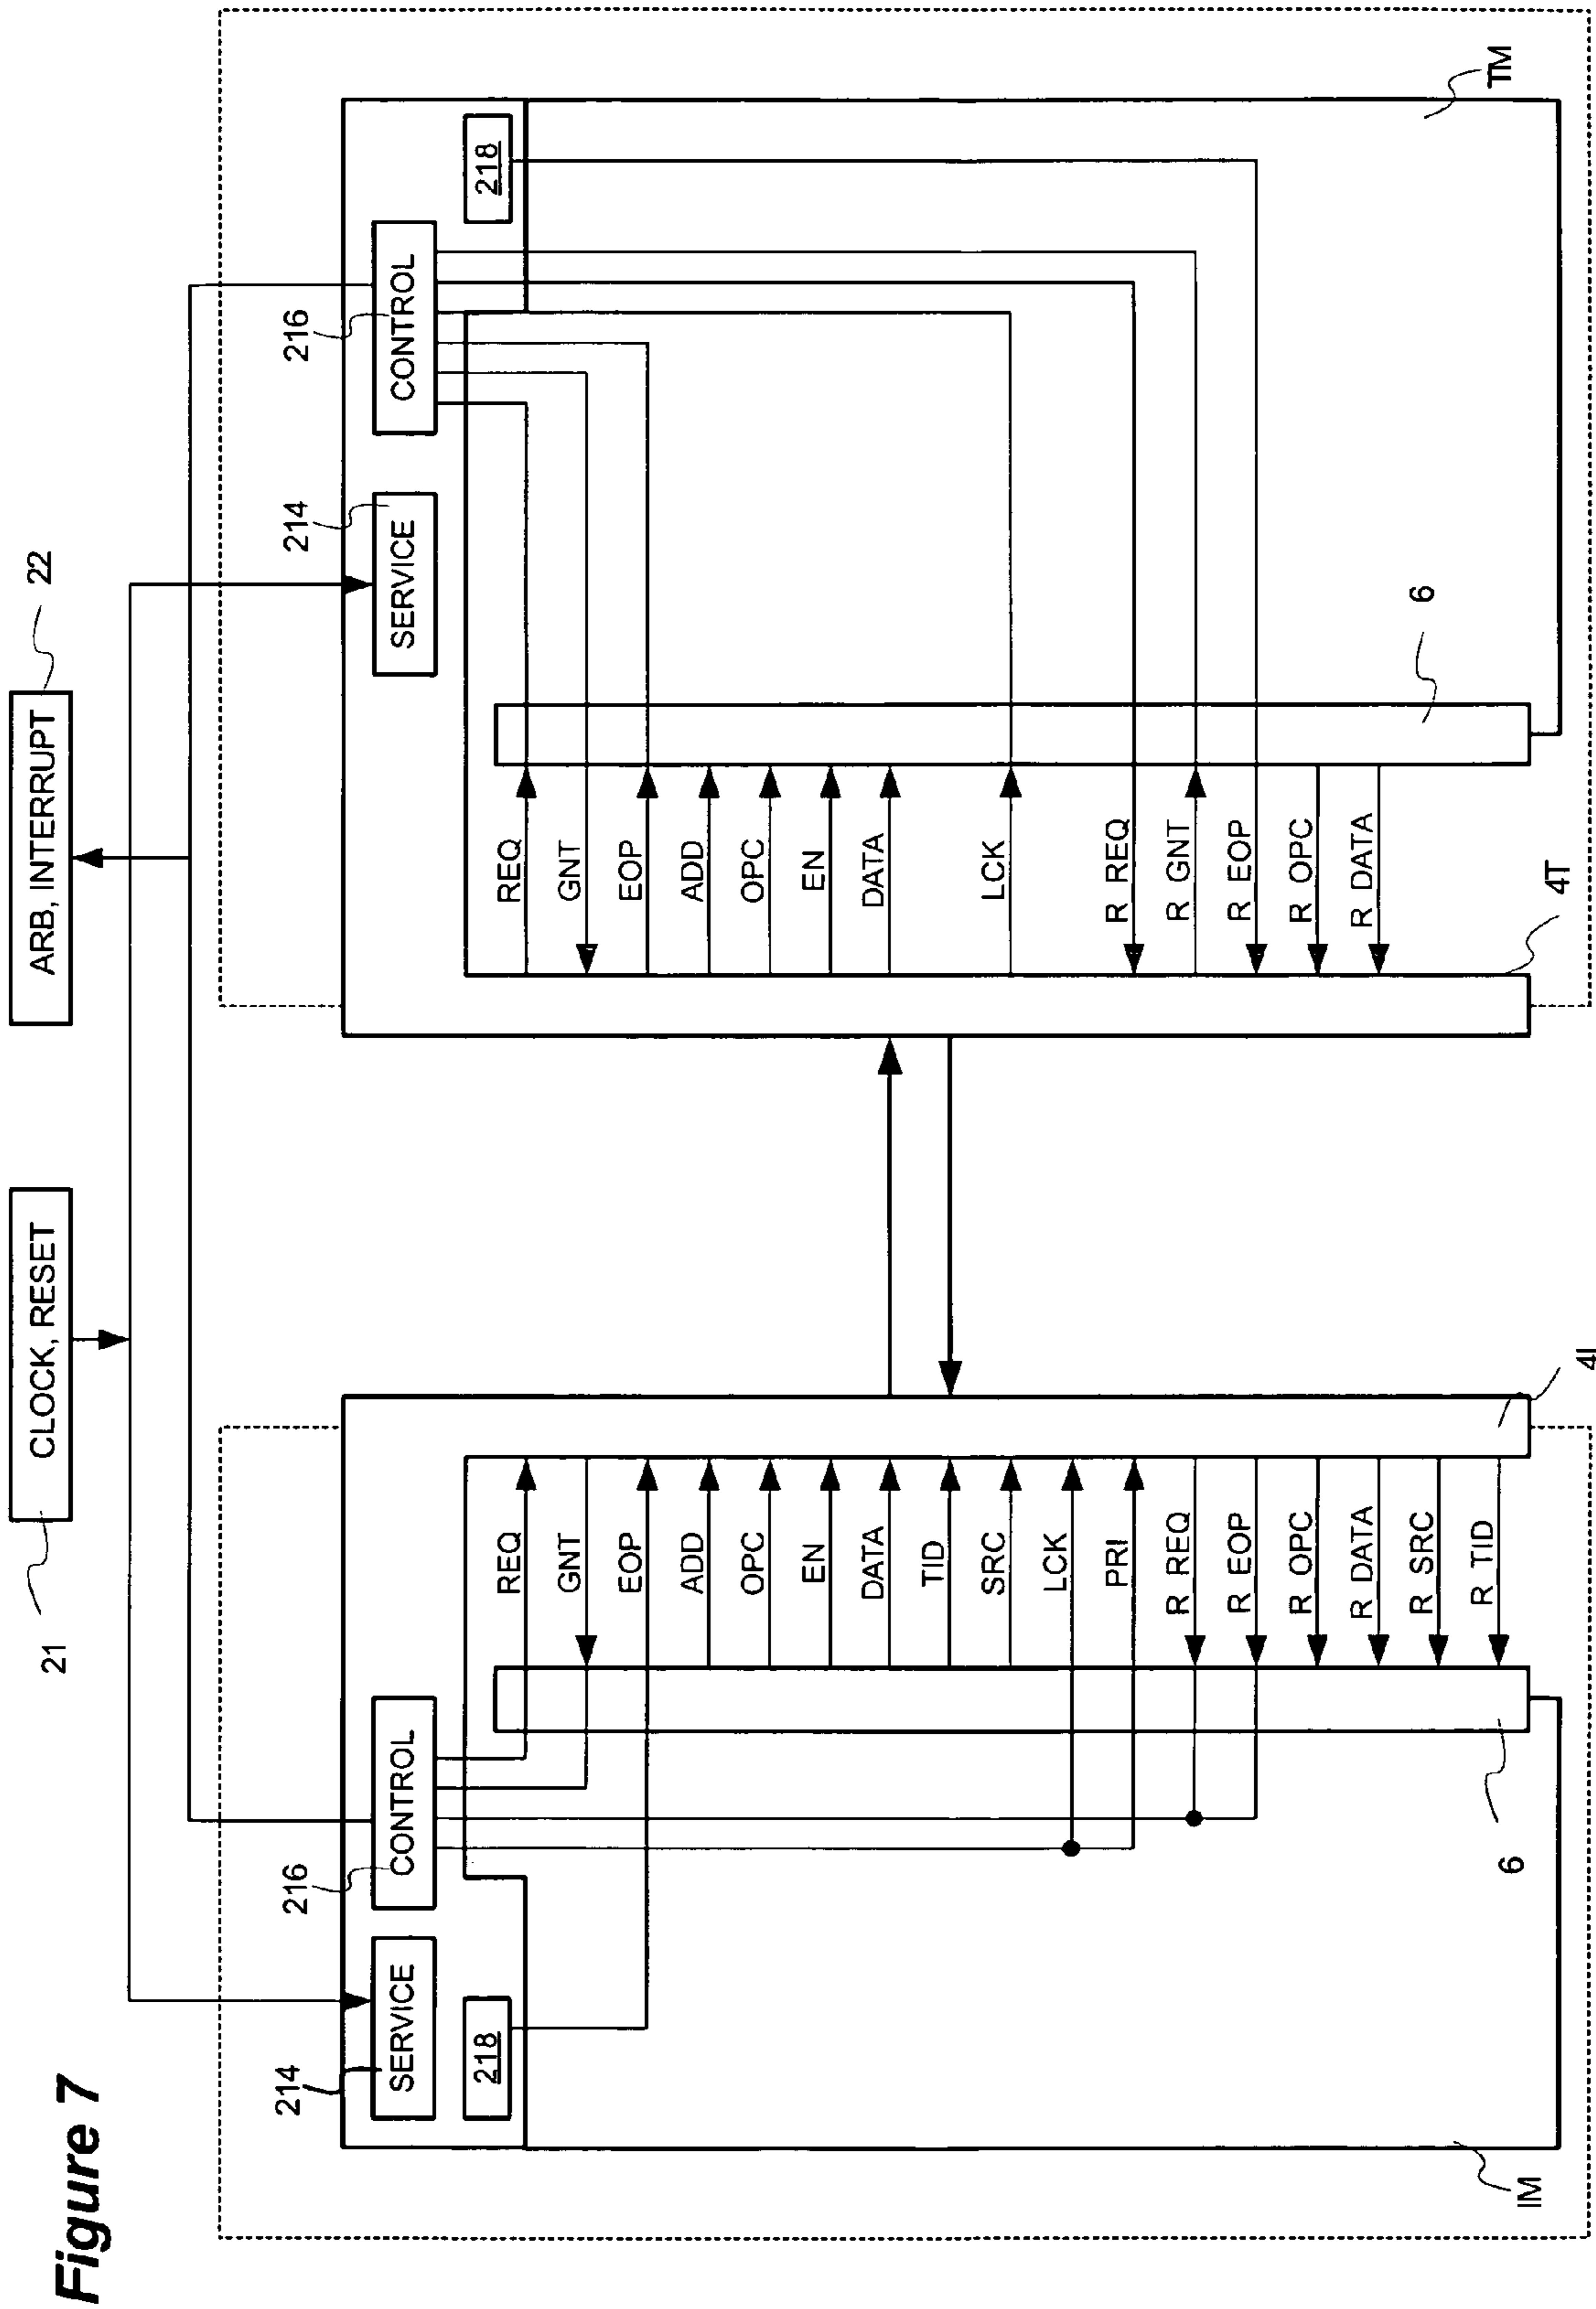 Figure 7
21
CLOCK, RESET
ARB, INTERRUPT
22
214
SERVICE
216
CONTROL
218
REQ
GNT
EOP
ADD
OPC
EN
DATA
TID
SRC
LCK
PRI
R REQ
R EOP
R OPC
R DATA
R SRC
R TID
6
IM
4I
214
SERVICE
216
CONTROL
218
REQ
GNT
EOP
ADD
OPC
EN
DATA
LCK
R REQ
R GNT
R EOP
R OPC
R DATA
4T
6
TM